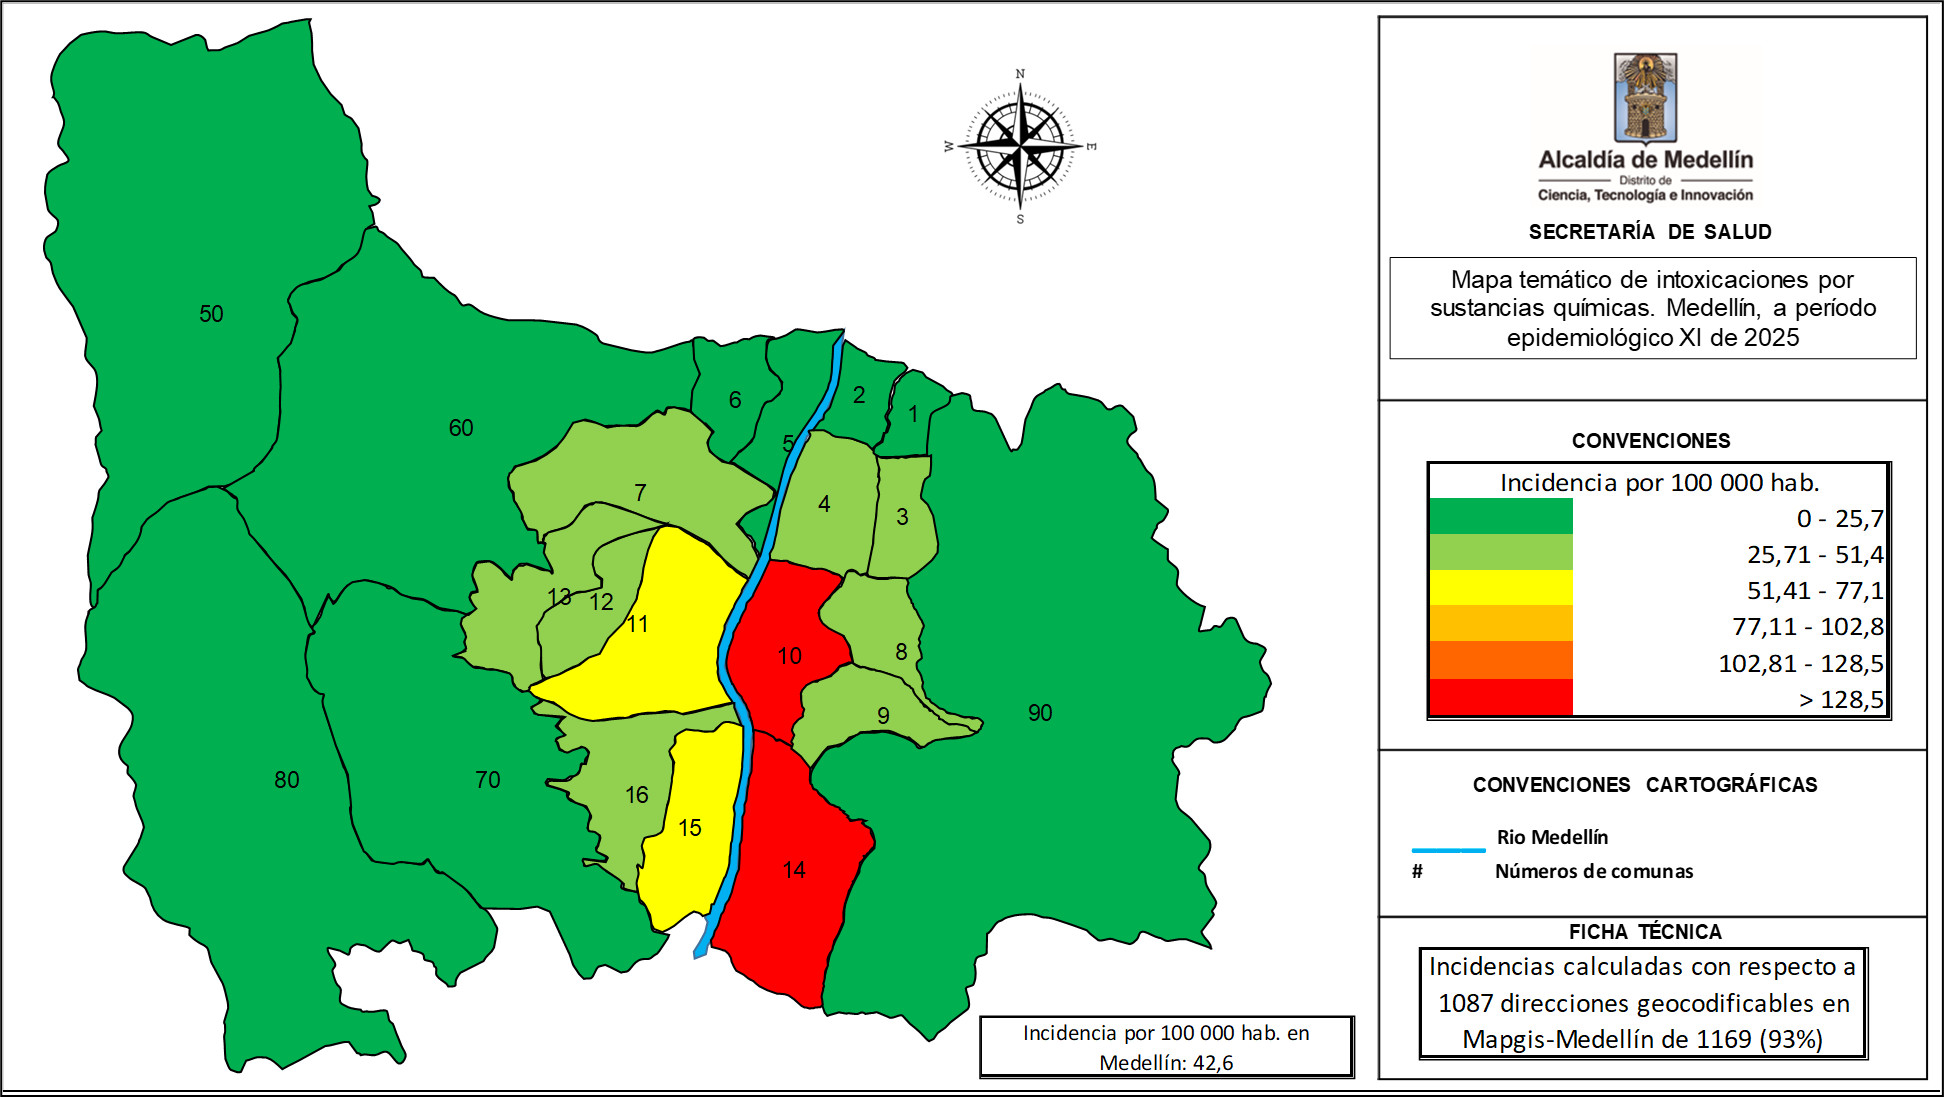 N
W
E
S
50
60
6
5
2
1
7
4
3
13
12
11
10
8
9
90
80
70
16
15
14
Incidencia por 100 000 hab. en
Medellín: 42,6
Alcaldía de Medellín
Distrito de
Ciencia, Tecnología e Innovación
SECRETARÍA DE SALUD
Mapa temático de intoxicaciones por
sustancias químicas. Medellín, a período
epidemiológico XI de 2025
CONVENCIONES
Incidencia por 100 000 hab.
0 - 25,7
25,71 - 51,4
51,41 - 77,1
77,11 - 102,8
102,81 - 128,5
> 128,5
CONVENCIONES CARTOGRÁFICAS
Rio Medellín
# Números de comunas
FICHA TÉCNICA
Incidencias calculadas con respecto a
1087 direcciones geocodificables en
Mapgis-Medellín de 1169 (93%)